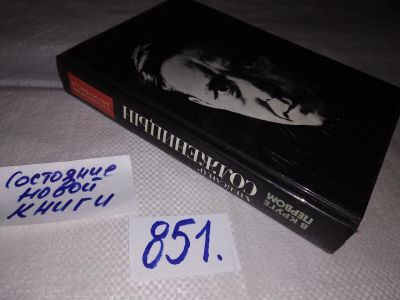 Состояние
новой
книги
851.
АЛЕКСАНДР
СОЛЖЕНИЦЫН
В КРУГЕ
ПЕРВОМ